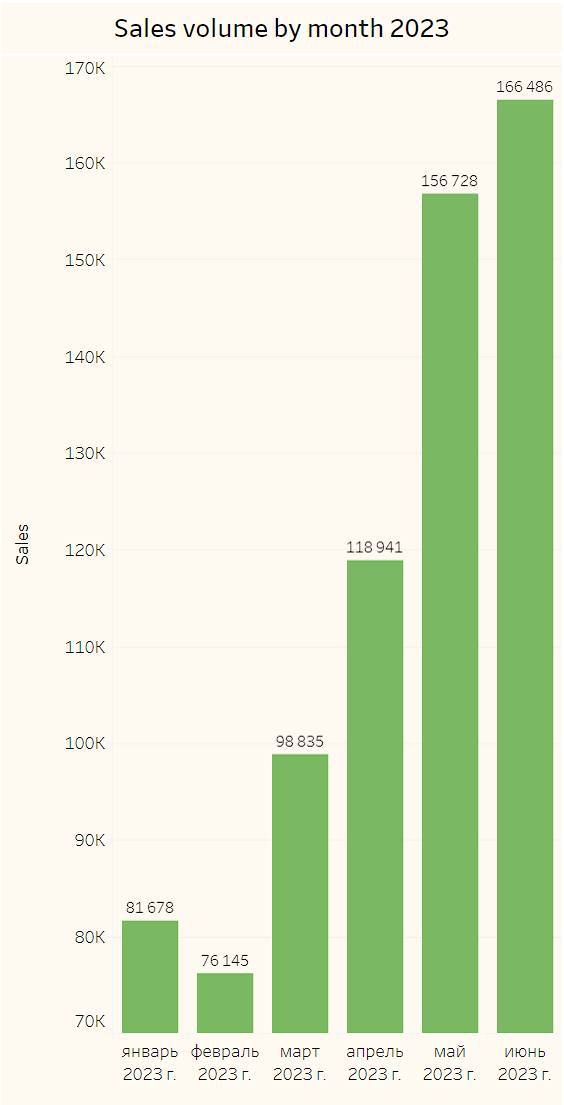 Sales volume by month 2023
170K
160K
150K
140K
130K
120K
110K
100K
90K
80K
70K
Sales
166 486
156 728
118 941
98 835
81 678
76 145
январь февраль март апрель май июнь
2023 г. 2023 г. 2023 г. 2023 г. 2023 г. 2023 г.